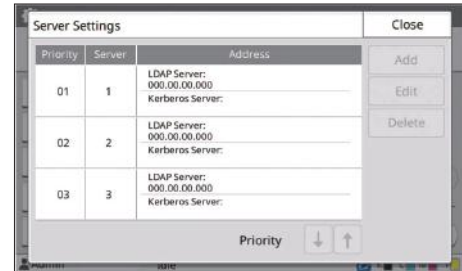 Server Settings
Close
Priority Server Address
Add
Edit
Delete
01 1 LDAP Server:
000.00.00.000
Kerberos Server:
02 2 LDAP Server:
000.00.00.000
Kerberos Server:
03 3 LDAP Server:
000.00.00.000
Kerberos Server:
Priority
Admin
Idle